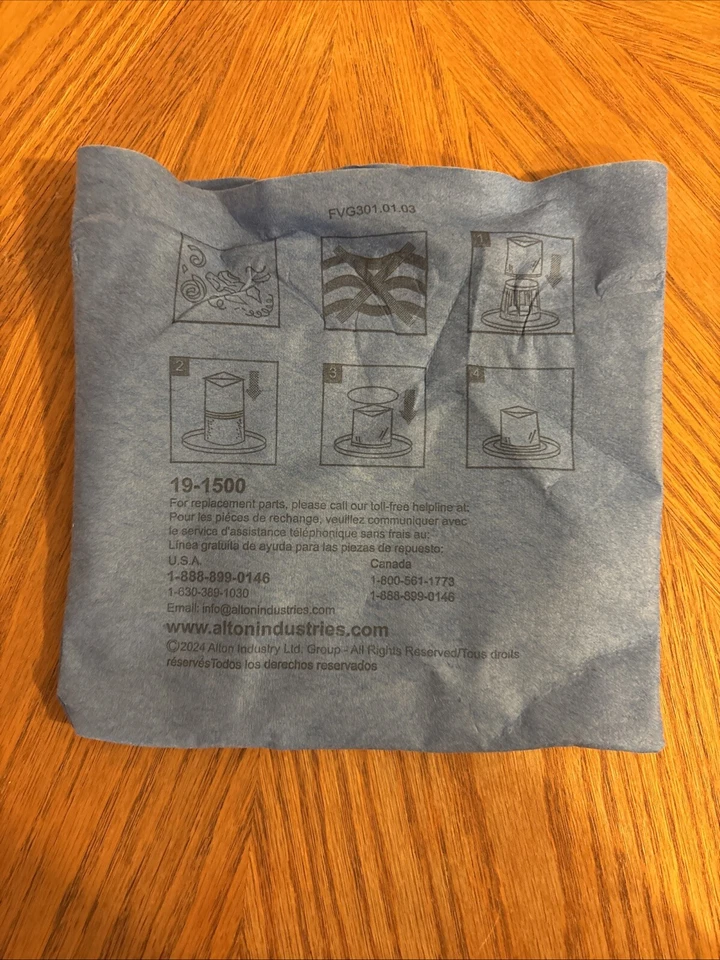 FVG301.01.03
1
2
3
4
19-1500
For replacement parts, please call our toll-free helpline at:
Pour les piéces de rechange, veuillez communiquer avec
le service d'assistance téléphonique sans frais au:
Línea gratuita de ayuda para las piezas de repuesto:
U.S.A. Canada
1-888-899-0146 1-800-561-1773
1-630-389-1030 1-888-899-0146
Email: info@altonindustries.com
www.altonindustries.com
©2024 Alton Industry Ltd. Group - All Rights Reserved/Tous droits
réservésTodos los derechos reservados